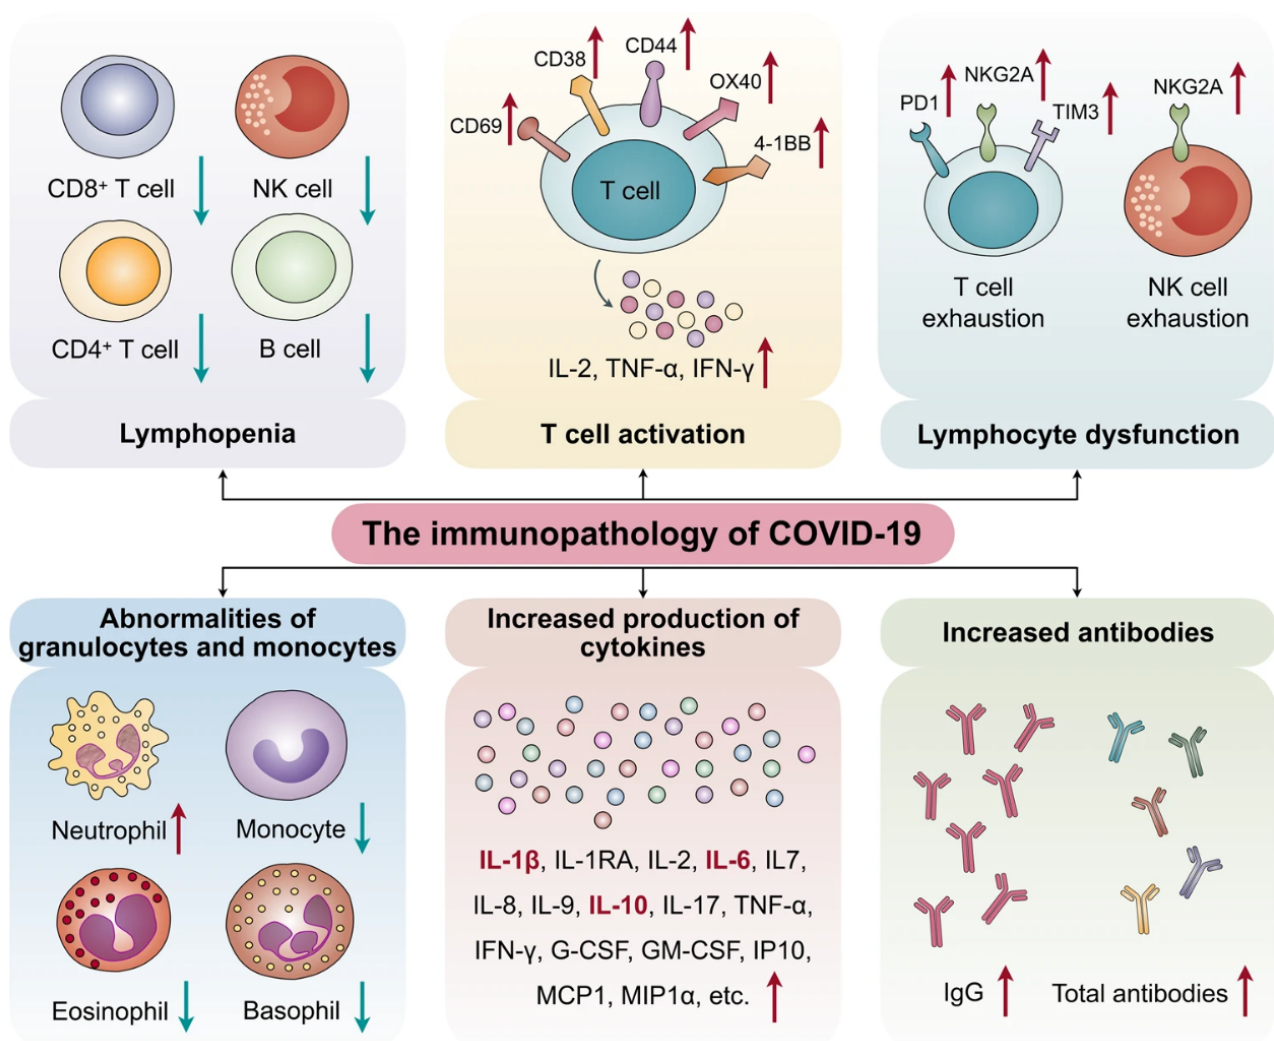 CD8⁺ T cell
NK cell
CD4⁺ T cell
B cell
Lymphopenia
CD69
CD38
CD44
OX40
4-1BB
T cell
IL-2, TNF-α, IFN-γ
T cell activation
PD1
NKG2A
TIM3
NKG2A
T cell
exhaustion
NK cell
exhaustion
Lymphocyte dysfunction
The immunopathology of COVID-19
Abnormalities of
granulocytes and monocytes
Neutrophil
Monocyte
Eosinophil
Basophil
Increased production of
cytokines
IL-1β, IL-1RA, IL-2, IL-6, IL7,
IL-8, IL-9, IL-10, IL-17, TNF-α,
IFN-γ, G-CSF, GM-CSF, IP10,
MCP1, MIP1α, etc.
Increased antibodies
IgG
Total antibodies